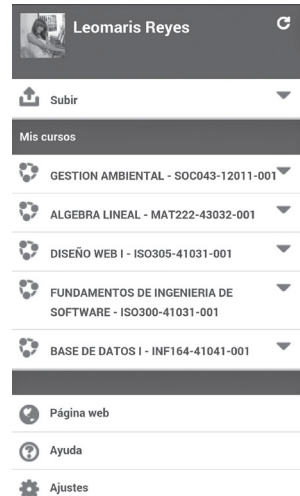 Leomaris Reyes
Subir
Mis cursos
GESTION AMBIENTAL - SOC043-12011-001
ALGEBRA LINEAL - MAT222-43032-001
DISEÑO WEB I - ISO305-41031-001
FUNDAMENTOS DE INGENIERIA DE
SOFTWARE - ISO300-41031-001
BASE DE DATOS I - INF164-41041-001
Página web
Ayuda
Ajustes